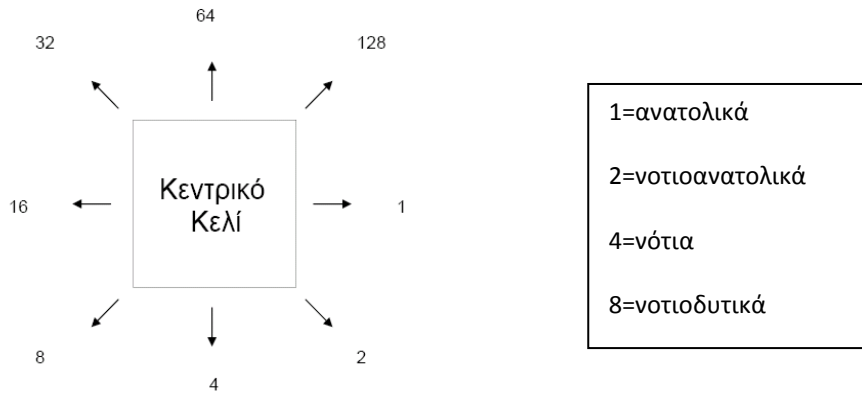 64
32
128
Κεντρικό
Κελί
16
1
8
2
4
1=ανατολικά
2=νοτιοανατολικά
4=νότια
8=νοτιοδυτικά